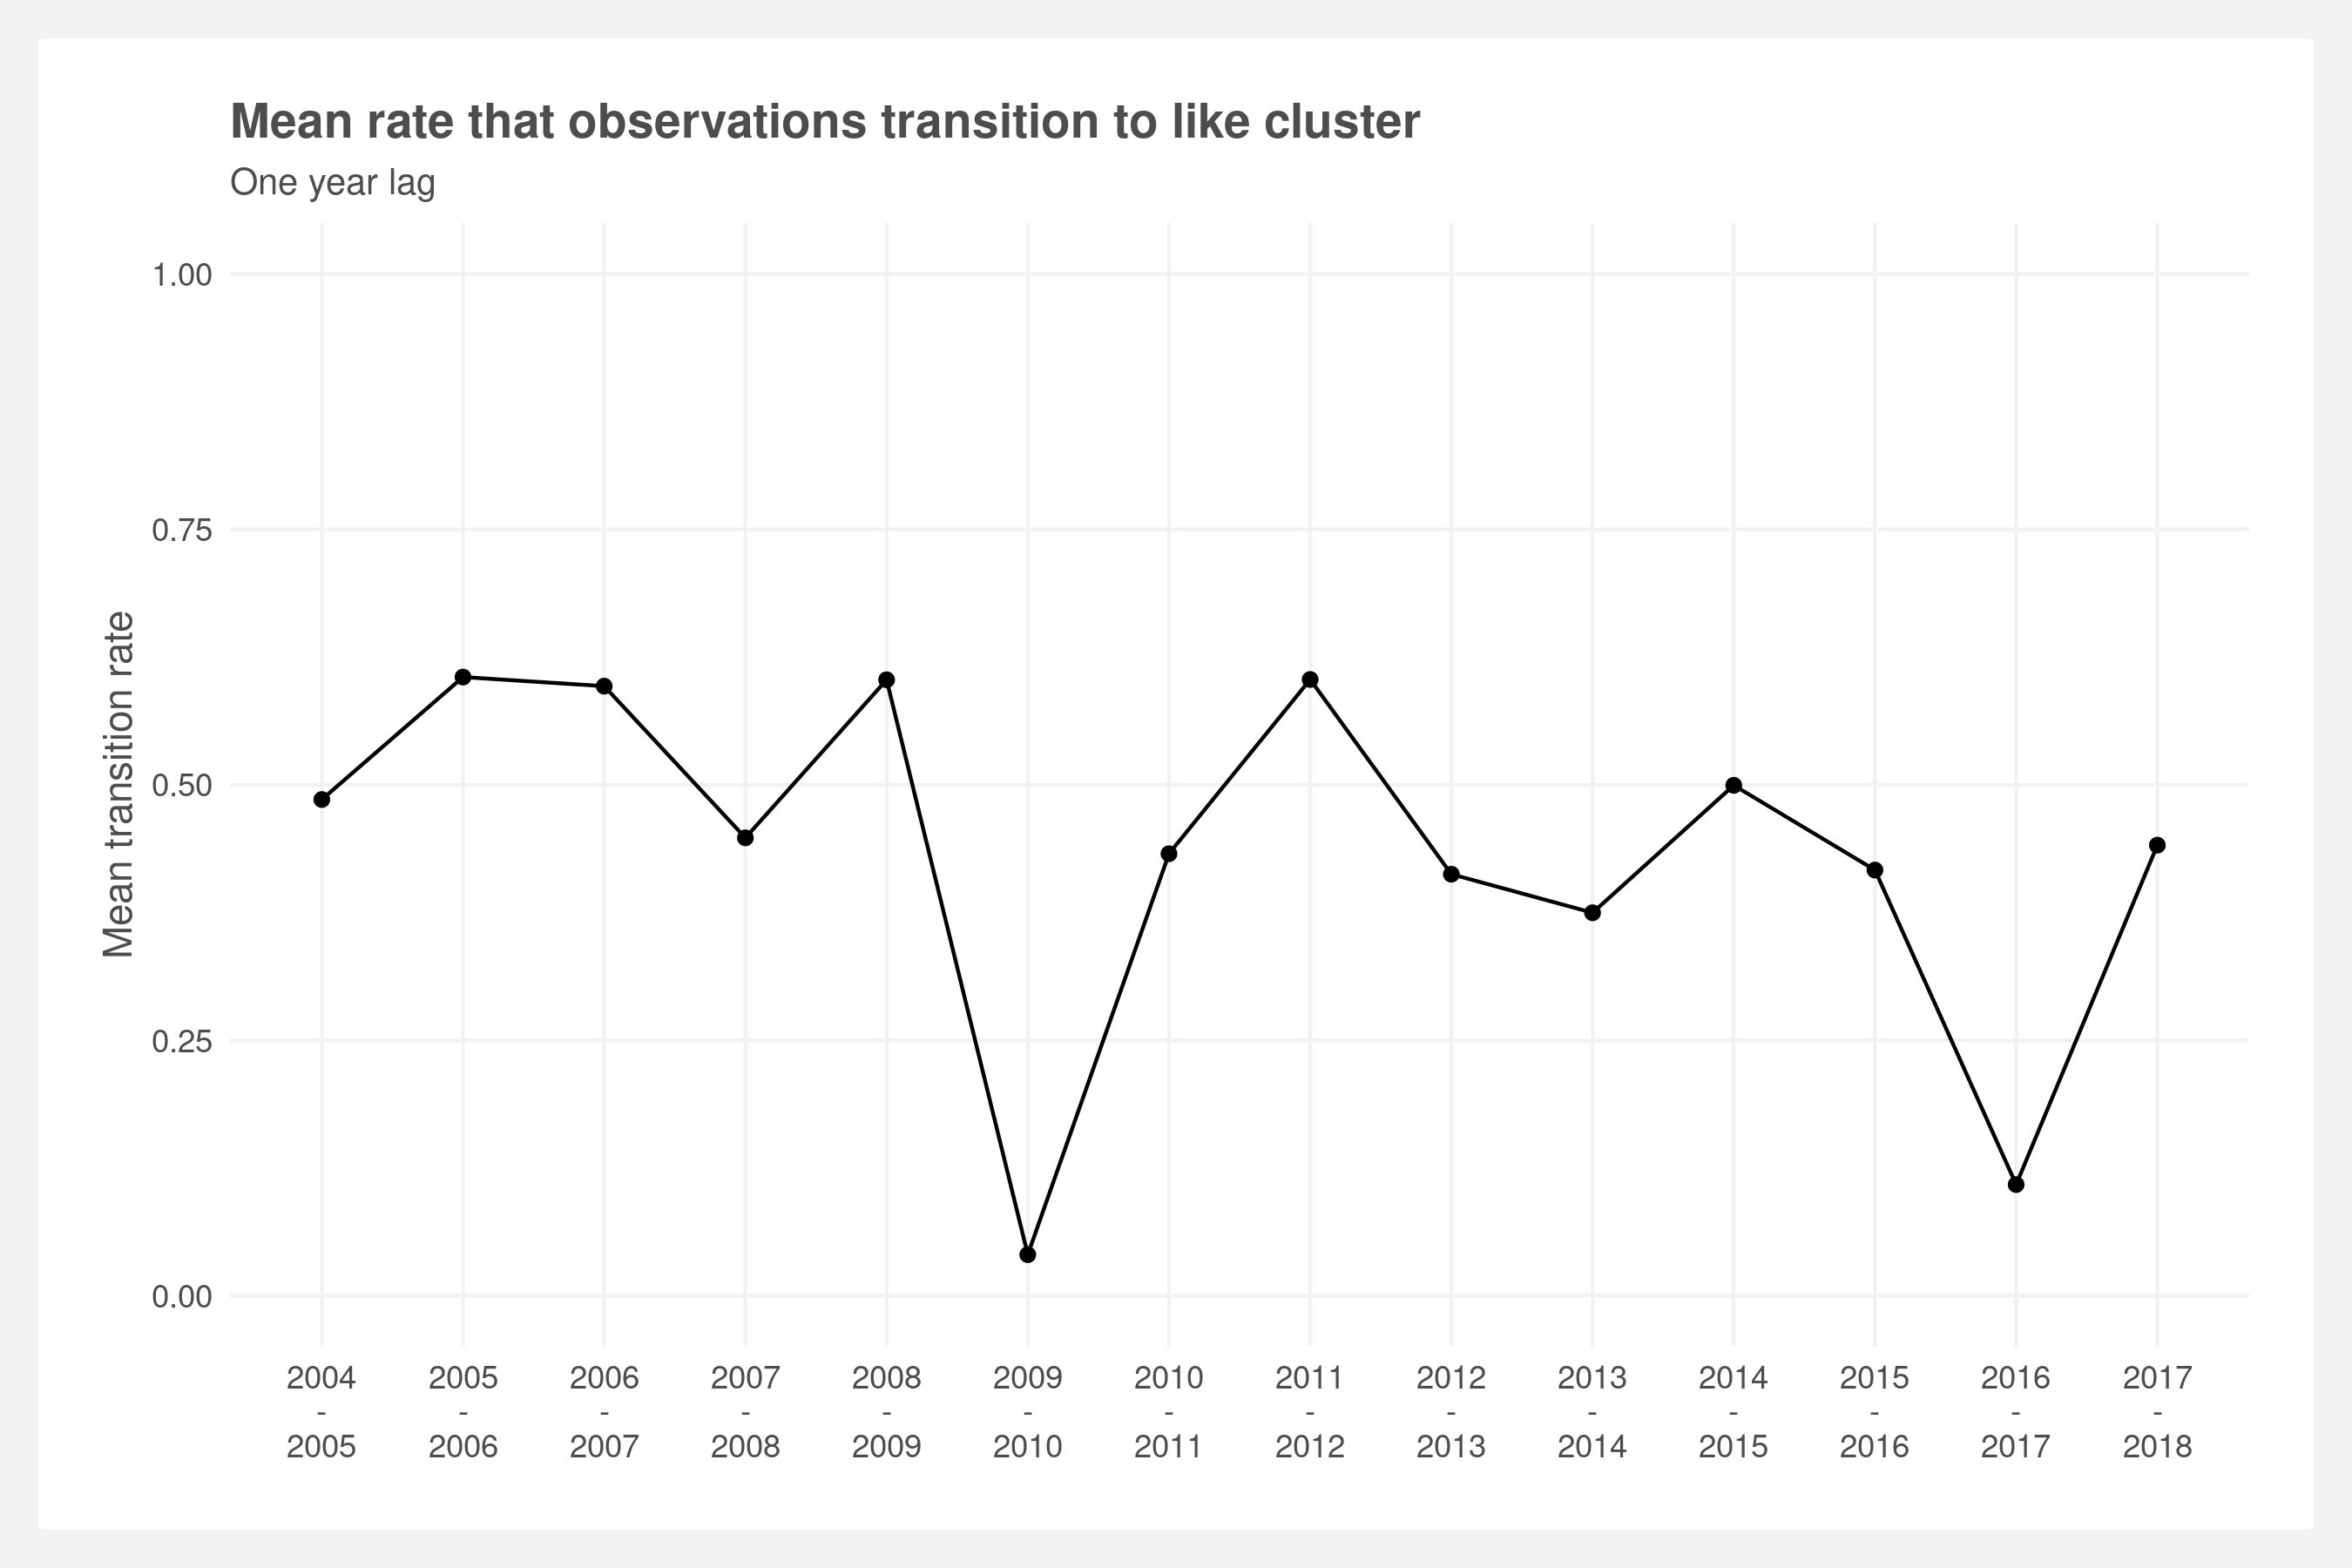 Mean rate that observations transition to like cluster
One year lag
Mean transition rate
1.00
0.75
0.50
0.25
0.00
2004 2005 2006 2007 2008 2009 2010 2011 2012 2013 2014 2015 2016 2017
- - - - - - - - - - - - - -
2005 2006 2007 2008 2009 2010 2011 2012 2013 2014 2015 2016 2017 2018